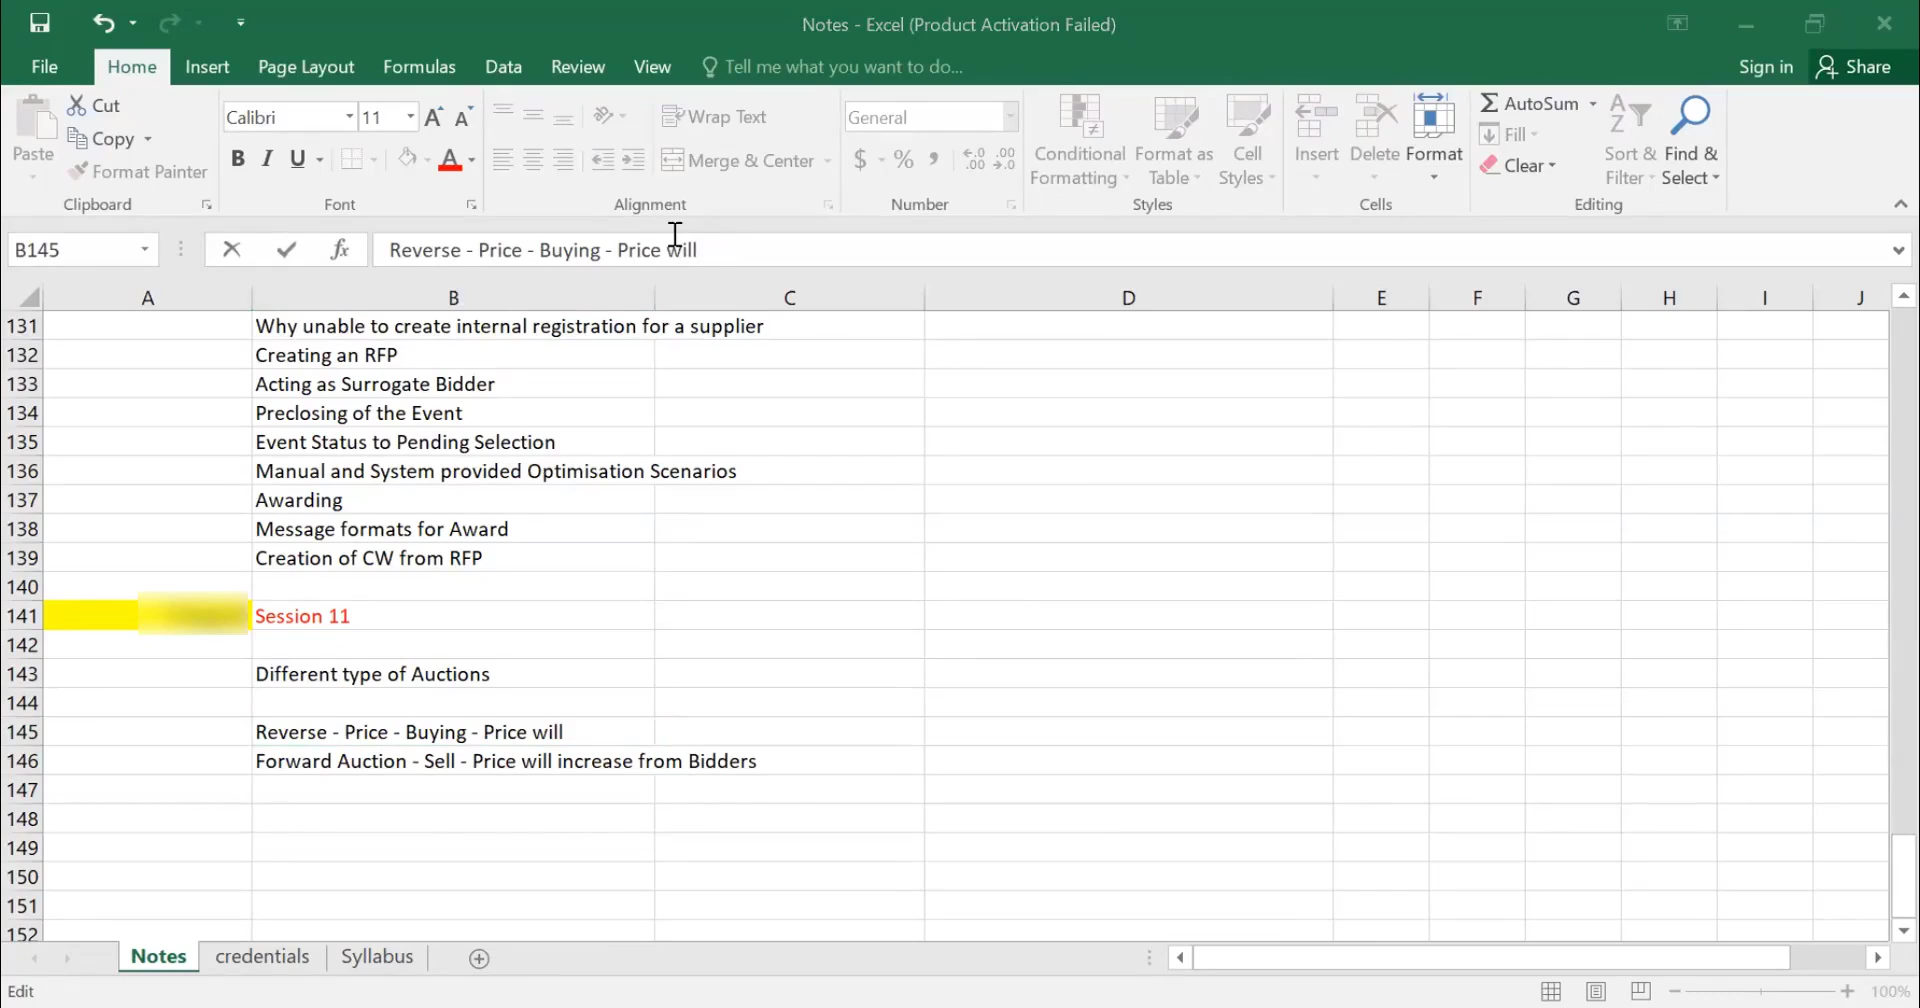 Notes - Excel (Product Activation Failed)
File Home Insert Page Layout Formulas Data Review View Tell me what you want to do... Sign in Share
Paste
Cut
Copy
Format Painter
Clipboard
Calibri 11
B I U A
Font
Wrap Text
Merge & Center
Alignment
General
$ % , .00 .00
Number
Conditional Formatting
Format as Table
Cell Styles
Styles
Insert Delete Format
Cells
AutoSum
Fill
Clear
Sort & Filter
Find & Select
Editing
B145 fx Reverse - Price - Buying - Price will
A B C D E F G H I J
131 Why unable to create internal registration for a supplier
132 Creating an RFP
133 Acting as Surrogate Bidder
134 Preclosing of the Event
135 Event Status to Pending Selection
136 Manual and System provided Optimisation Scenarios
137 Awarding
138 Message formats for Award
139 Creation of CW from RFP
140
141 Session 11
142
143 Different type of Auctions
144
145 Reverse - Price - Buying - Price will
146 Forward Auction - Sell - Price will increase from Bidders
147
148
149
150
151
152
Notes credentials Syllabus
Edit 100%